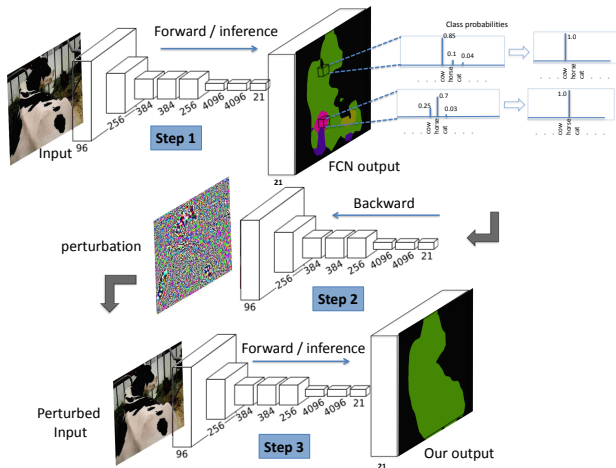 Class probabilities
Forward / inference
0.85
0.1
0.04
cow
horse
cat
1.0
cow
horse
cat
0.7
0.25
0.03
cow
horse
cat
1.0
cow
horse
cat
Input
96
256
384
384
256
4096
4096
21
Step 1
21
FCN output
Backward
perturbation
96
256
384
384
256
4096
4096
21
Step 2
Forward / inference
Perturbed
Input
96
256
384
384
256
4096
4096
21
Step 3
21
Our output